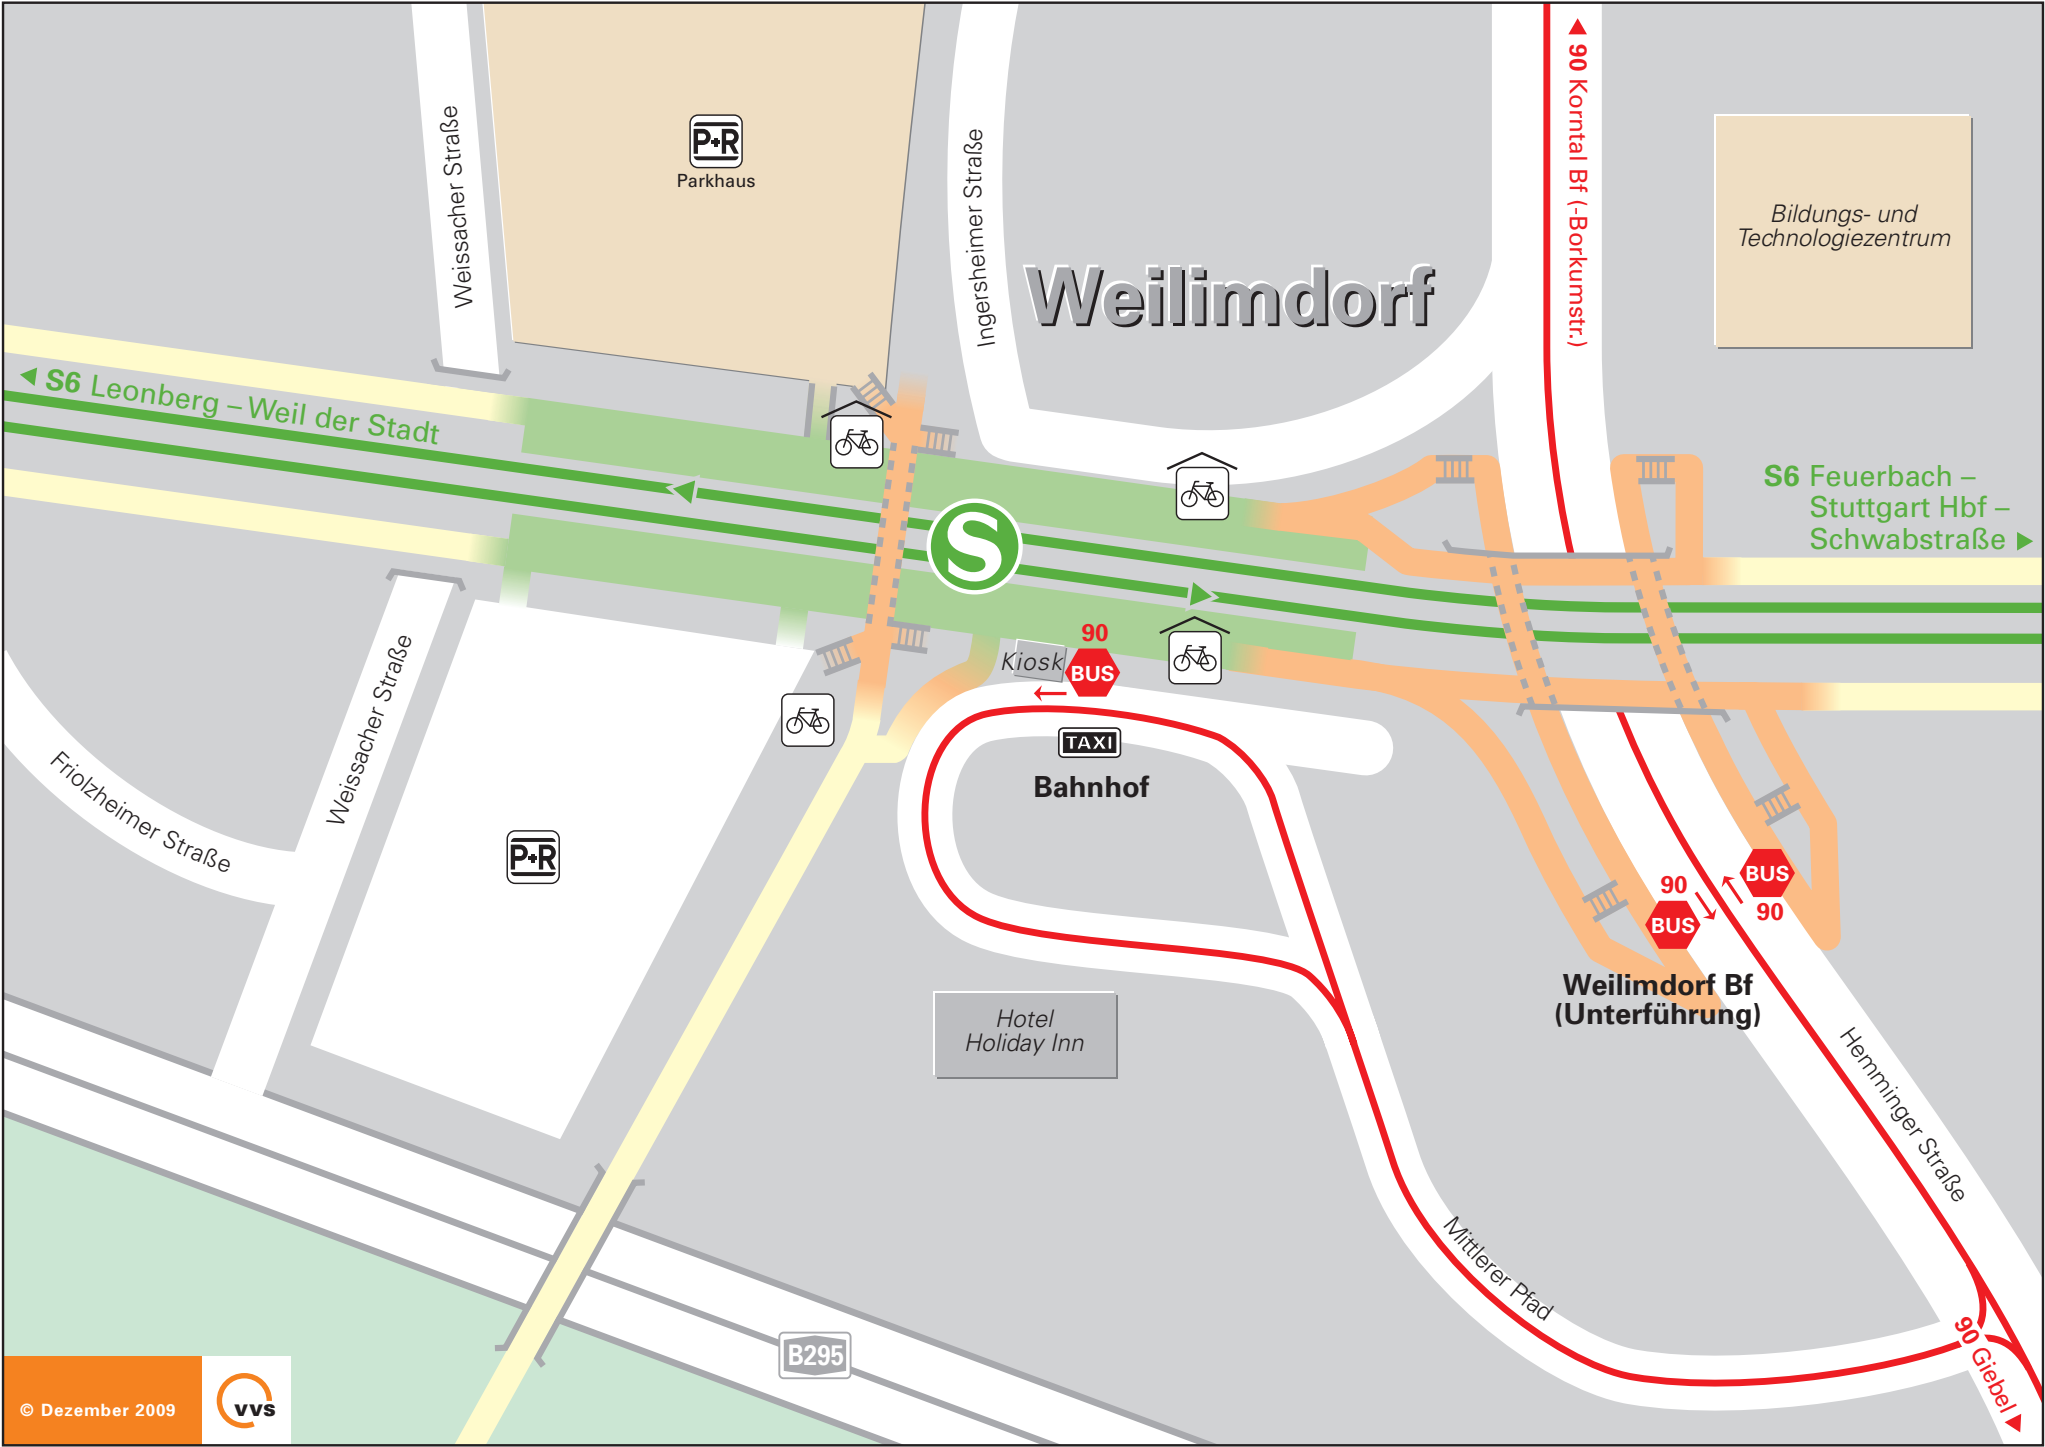 Weissacher Straße
P+R
Parkhaus
Ingersheimer Straße
90 Korntal Bf (-Borkumstr.)
Bildungs- und
Technologiezentrum
Weilimdorf
S6 Leonberg – Weil der Stadt
S6 Feuerbach –
Stuttgart Hbf –
Schwabstraße
S
90
Kiosk
BUS
TAXI
Bahnhof
Weissacher Straße
Friolzheimer Straße
P+R
90
BUS
BUS
90
Weilimdorf Bf
(Unterführung)
Hotel
Holiday Inn
Hemminger Straße
Mittlerer Pfad
90 Giebel
B295
© Dezember 2009
vvs